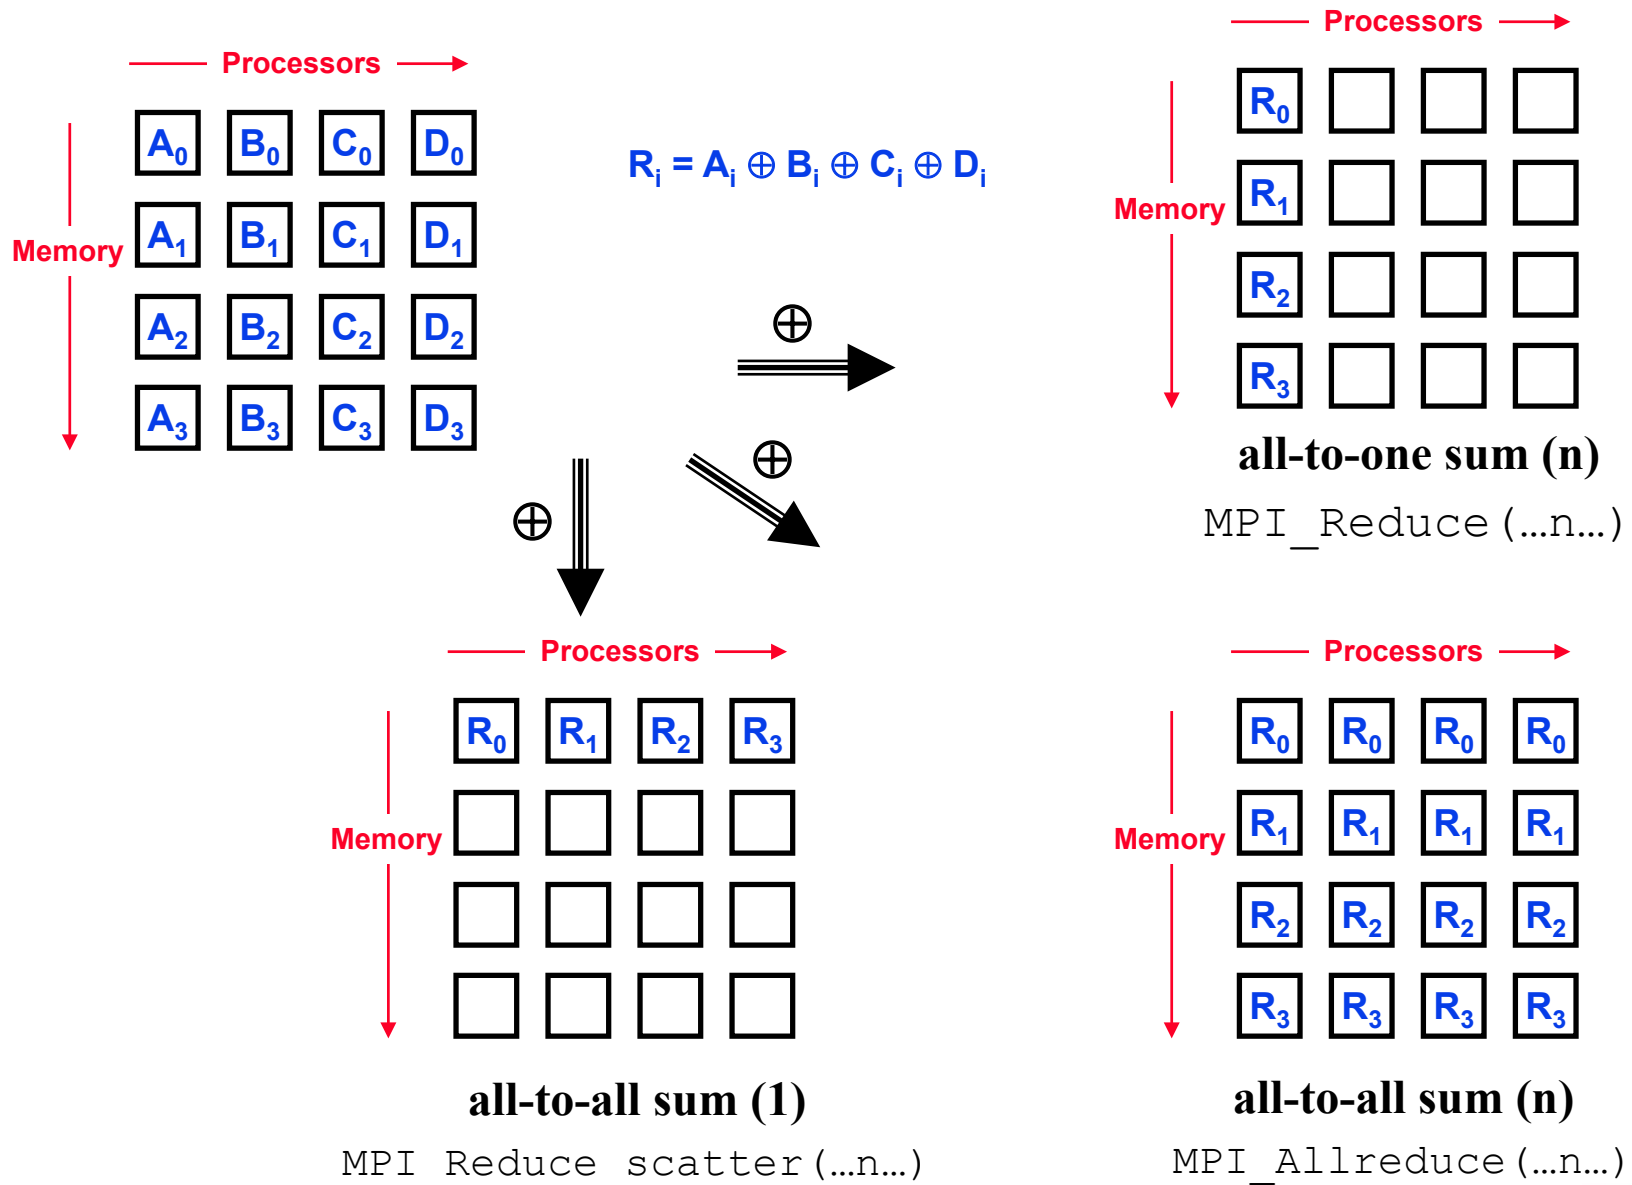 Processors
Memory
A₀ B₀ C₀ D₀
A₁ B₁ C₁ D₁
A₂ B₂ C₂ D₂
A₃ B₃ C₃ D₃
Rᵢ = Aᵢ ⊕ Bᵢ ⊕ Cᵢ ⊕ Dᵢ
⊕
⊕
⊕
Processors
Memory
R₀
R₁
R₂
R₃
all-to-one sum (n)
MPI_Reduce(…n…)
Processors
Memory
R₀ R₁ R₂ R₃
all-to-all sum (1)
MPI Reduce scatter(…n…)
Processors
Memory
R₀ R₀ R₀ R₀
R₁ R₁ R₁ R₁
R₂ R₂ R₂ R₂
R₃ R₃ R₃ R₃
all-to-all sum (n)
MPI_Allreduce(…n…)